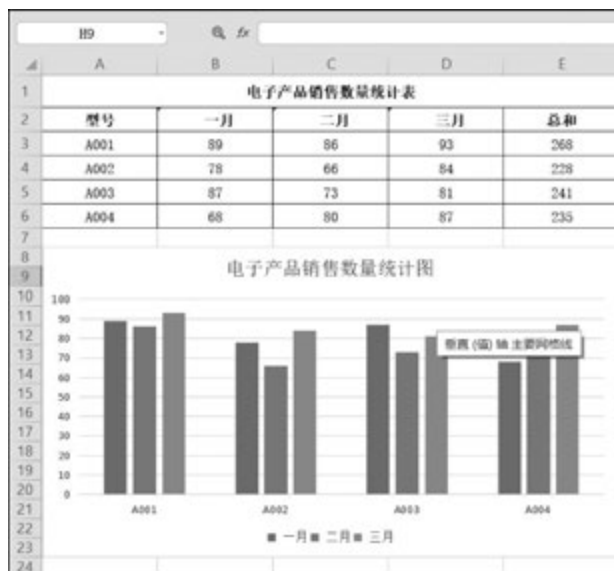 H9 fx
A B C D E
1 电子产品销售数量统计表
2 型号 一月 二月 三月 总和
3 A001 89 86 93 268
4 A002 78 66 84 228
5 A003 87 73 81 241
6 A004 68 80 87 235
7
8
9
10
11
12
13
14
15
16
17
18
19
20
21
22
23
24
电子产品销售数量统计图
100
90
80
70
60
50
40
30
20
10
0
垂直 (值) 轴 主要网格线
A001 A002 A003 A004
一月 二月 三月